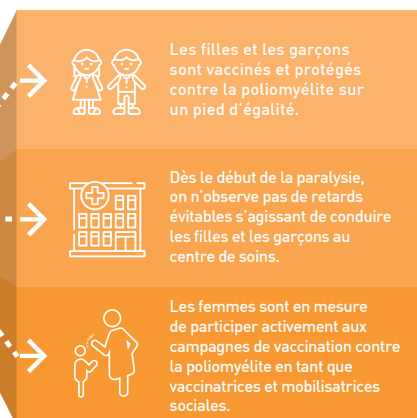 Les filles et les garçons
sont vaccinés et protégés
contre la poliomyélite sur
un pied d’égalité.
Dès le début de la paralysie,
on n’observe pas de retards
évitables s’agissant de conduire
les filles et les garçons au
centre de soins.
Les femmes sont en mesure
de participer activement aux
campagnes de vaccination contre
la poliomyélite en tant que
vaccinatrices et mobilisatrices
sociales.